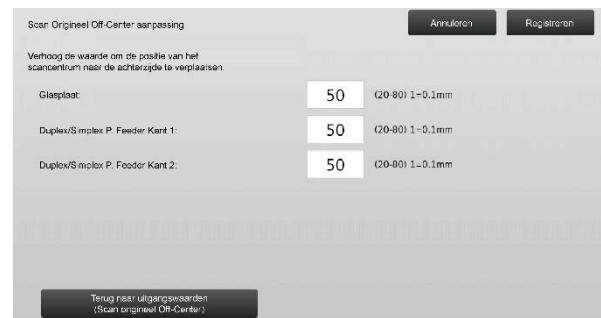 Scan Origineel Off-Center aanpassing
Annuleren
Registreren
Verhoog de waarde om de positie van het
scancentrum naar de achterzijde te verplaatsen.
Glasplaat:
50
(20-80) 1=0.1mm
Duplex/Simplex P. Feeder Kant 1:
50
(20-80) 1=0.1mm
Duplex/Simplex P. Feeder Kant 2:
50
(20-80) 1=0.1mm
Terug naar uitgangswaarden
(Scan origineel Off-Center)